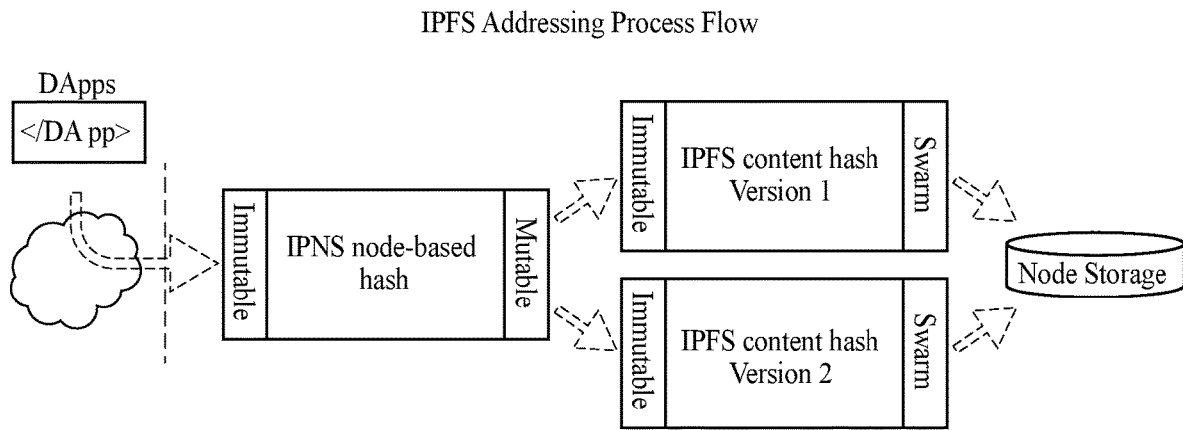 IPFS Addressing Process Flow
DApps
</DA pp>
Immutable
IPNS node-based
hash
Mutable
Immutable
IPFS content hash
Version 1
Swarm
Immutable
IPFS content hash
Version 2
Swarm
Node Storage